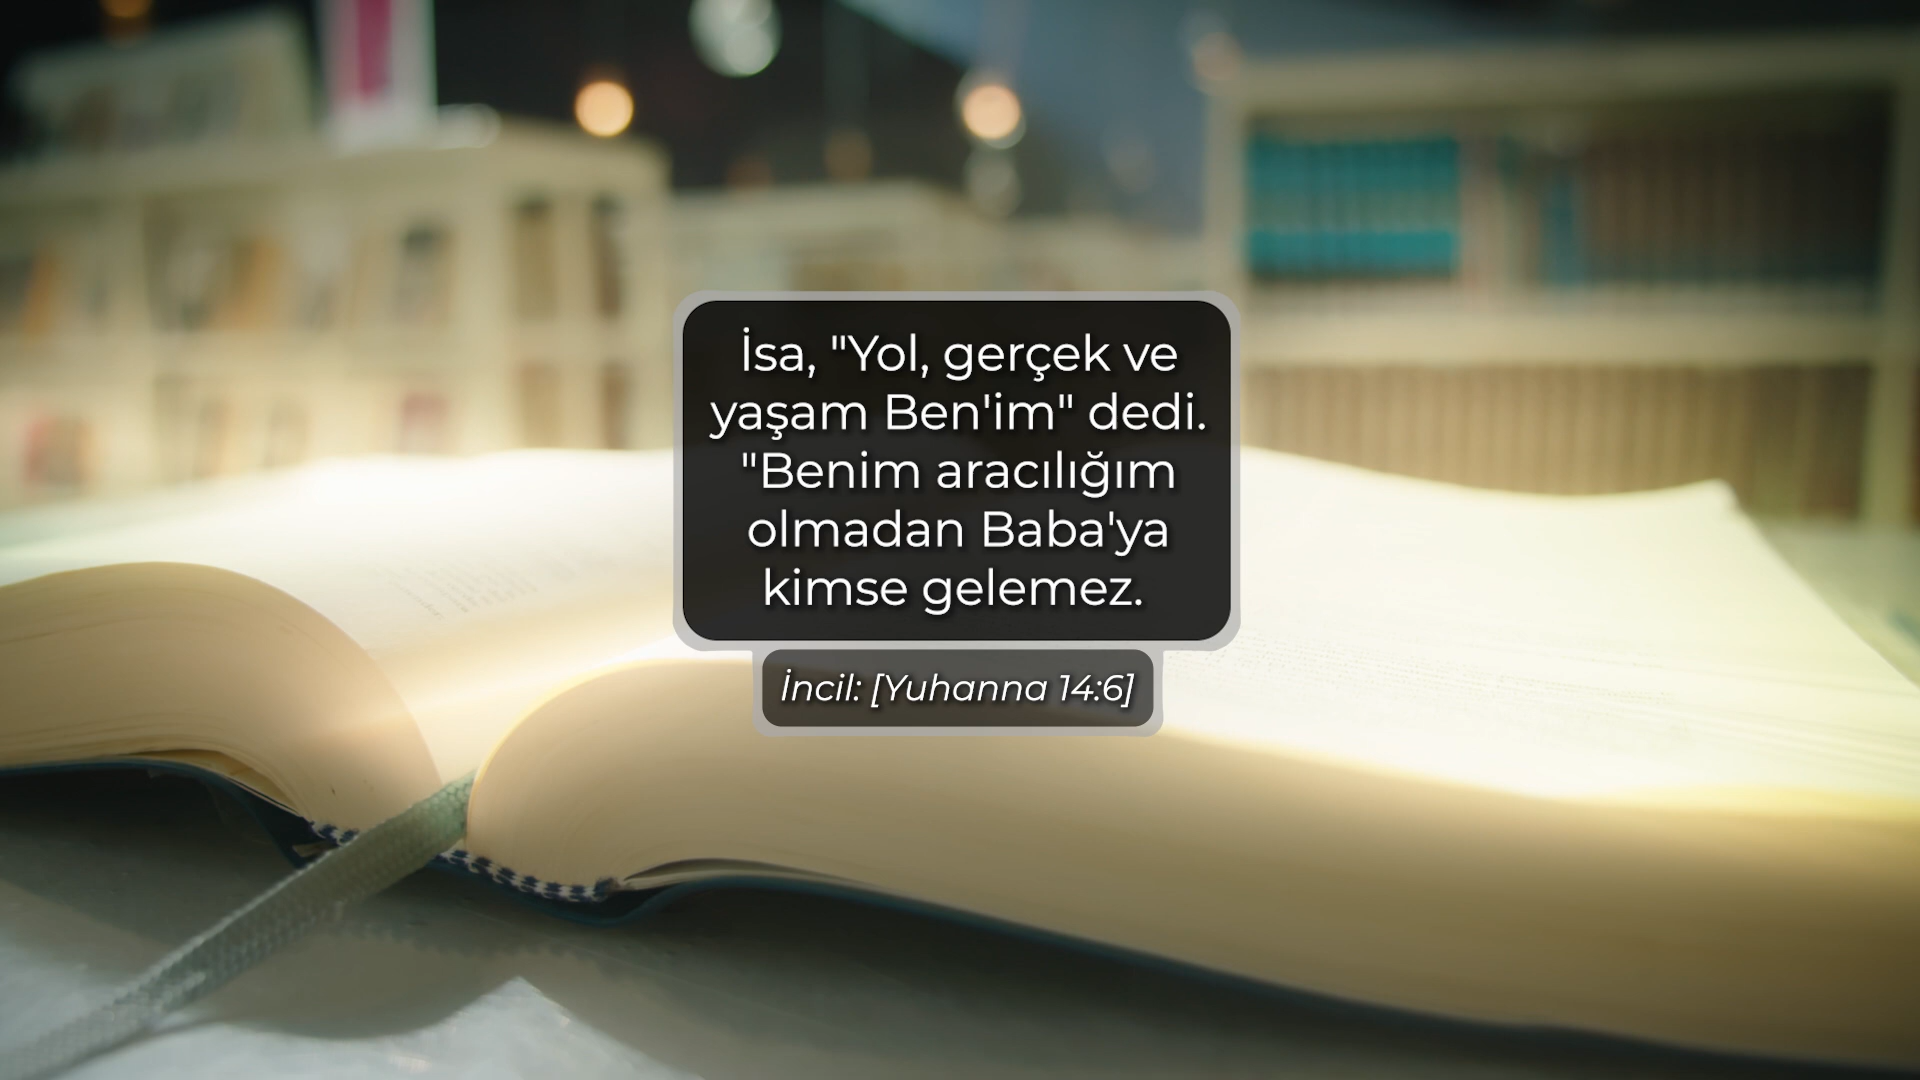 İsa, "Yol, gerçek ve
yaşam Ben'im" dedi.
"Benim aracılığım
olmadan Baba'ya
kimse gelemez.
İncil: [Yuhanna 14:6]